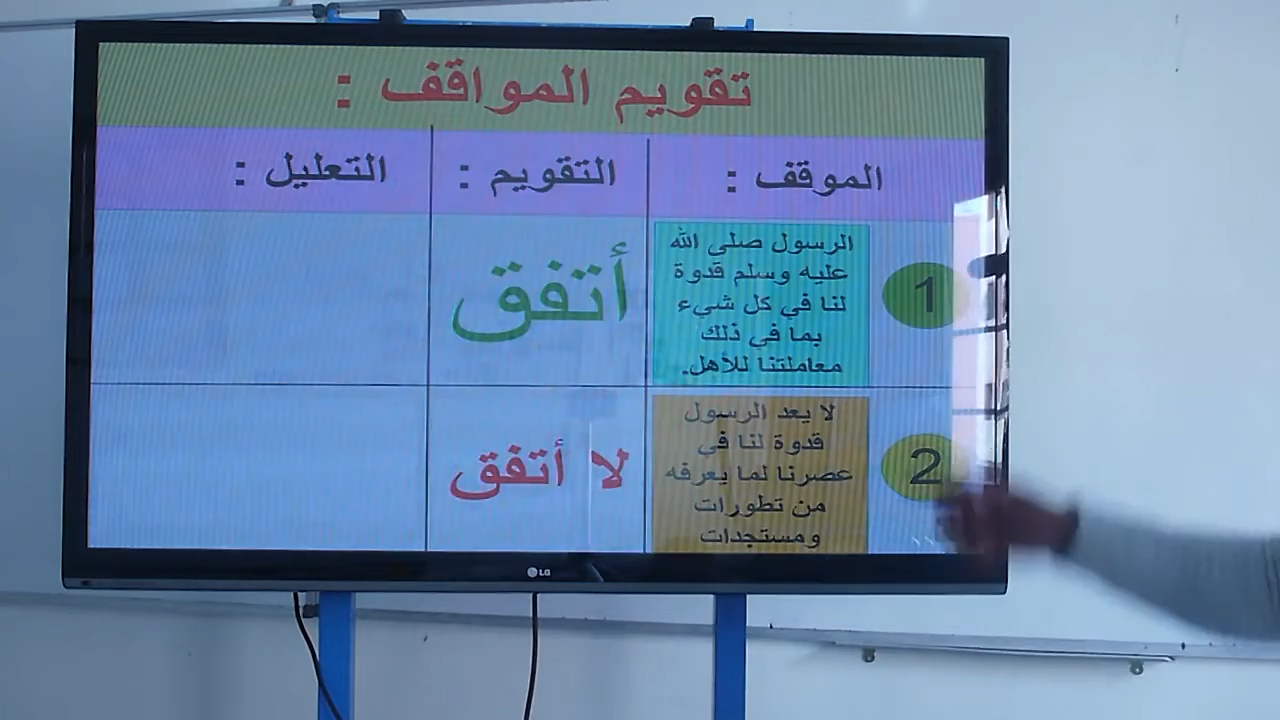 تقويم المواقف :
الموقف :
التقويم :
التعليل :
1
الرسول صلى الله
عليه وسلم قدوة
لنا في كل شيء
بما في ذلك
معاملتنا للأهل.
أتفق
2
لا يعد الرسول
قدوة لنا في
عصرنا لما يعرفه
من تطورات
ومستجدات
لا أتفق
LG